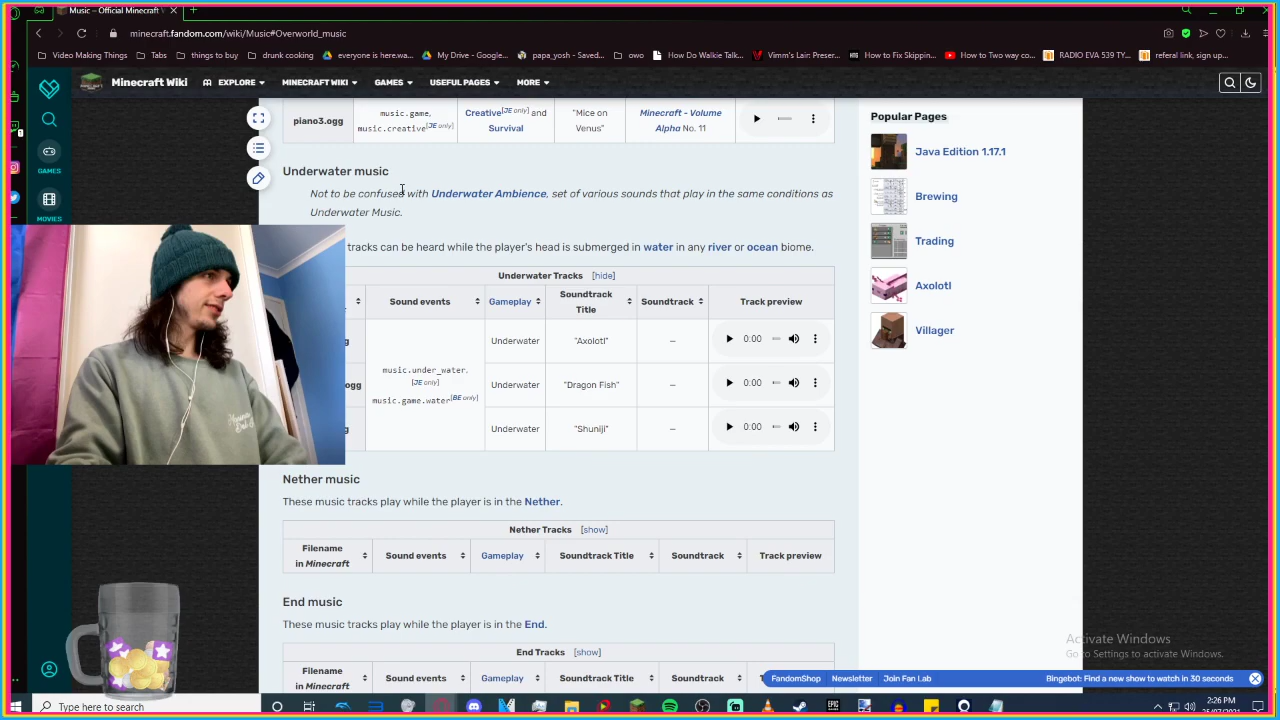 Music – Official Minecraft W
minecraft.fandom.com/wiki/Music#Overworld_music
Video Making Things
Tabs
things to buy
everyone is here.wa...
My Drive - Google...
papa_yosh - Saved...
owo
How Do Walkie Talk...
Vimm's Lair: Preser...
How to Fix Skippin...
How to Two way co...
RADIO EVA 539 TY...
referal link, sign up...
Minecraft Wiki
EXPLORE
MINECRAFT WIKI
GAMES
USEFUL PAGES
MORE
GAMES
MOVIES
piano3.ogg
music.game,
music.creative[JE only]
Creative[JE only] and
Survival
"Mice on
Venus"
Minecraft - Volume
Alpha No. 11
Underwater music
Not to be confused with Underwater Ambience, set of various sounds that play in the same conditions as
Underwater Music.
tracks can be heard while the player's head is submerged in water in any river or ocean biome.
Underwater Tracks [hide]
Sound events
Gameplay
Soundtrack
Title
Soundtrack
Track preview
music.under_water.
[JE only]
music.game.water[BE only]
Underwater
"Axolotl"
–
0:00
ogg
Underwater
"Dragon Fish"
–
0:00
Underwater
"Shuniji"
–
0:00
Nether music
These music tracks play while the player is in the Nether.
Nether Tracks [show]
Filename
in Minecraft
Sound events
Gameplay
Soundtrack Title
Soundtrack
Track preview
End music
These music tracks play while the player is in the End.
End Tracks [show]
Filename
in Minecraft
Sound events
Gameplay
Soundtrack Title
Soundtrack
Popular Pages
Java Edition 1.17.1
Brewing
Trading
Axolotl
Villager
Activate Windows
Go to Settings to activate Windows.
FandomShop
Newsletter
Join Fan Lab
Bingebot: Find a new show to watch in 30 seconds
Type here to search
2:26 PM